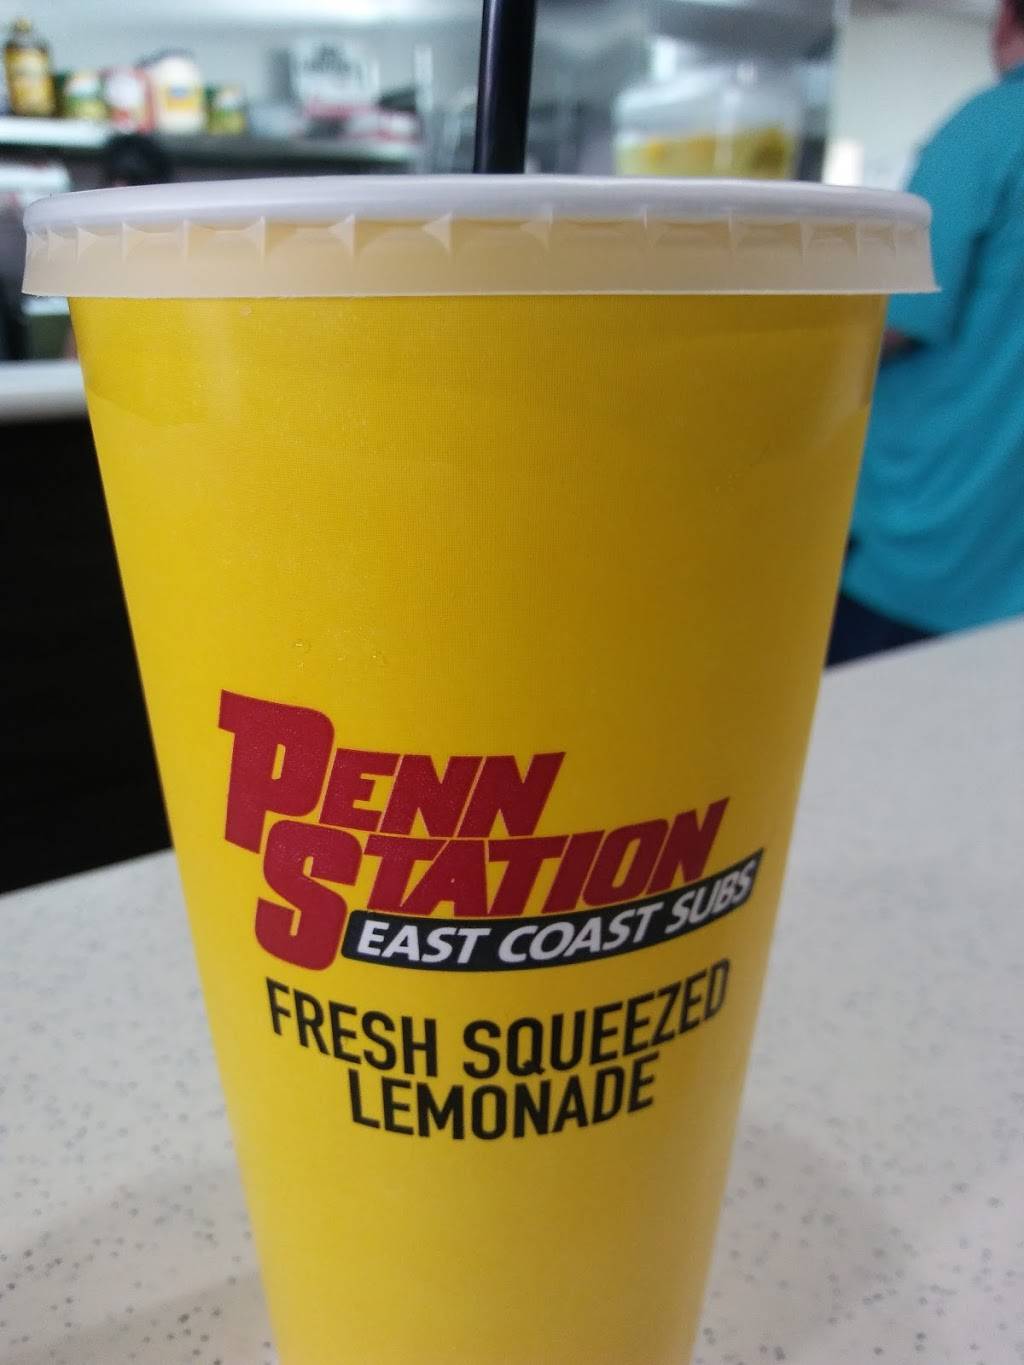 PENN
STATION
EAST COAST SUBS
FRESH SQUEEZED
LEMONADE